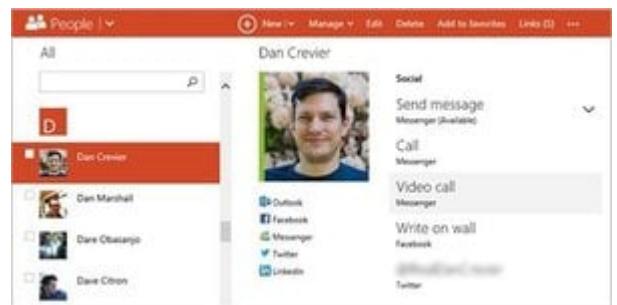 People
New Manage Edit Delete Add to favorites Links (1) ...
All
D
Dan Crevier
Dan Marshall
Dare Obasanjo
Dave Citron
Dan Crevier
Outlook
Facebook
Messenger
Twitter
LinkedIn
Social
Send message
Messenger (Available)
Call
Messenger
Video call
Messenger
Write on wall
Facebook
Twitter